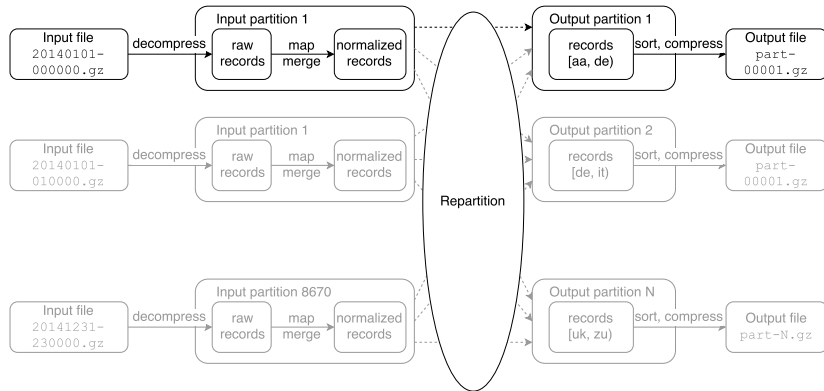 Input file
20140101-
000000.gz
decompress
Input partition 1
raw
records
map
merge
normalized
records
Output partition 1
records
[aa, de)
sort, compress
Output file
part-
00001.gz
Input file
20140101-
010000.gz
decompress
Input partition 1
raw
records
map
merge
normalized
records
Repartition
Output partition 2
records
[de, it)
sort, compress
Output file
part-
00001.gz
Input file
20141231-
230000.gz
decompress
Input partition 8670
raw
records
map
merge
normalized
records
Output partition N
records
[uk, zu)
sort, compress
Output file
part-N.gz